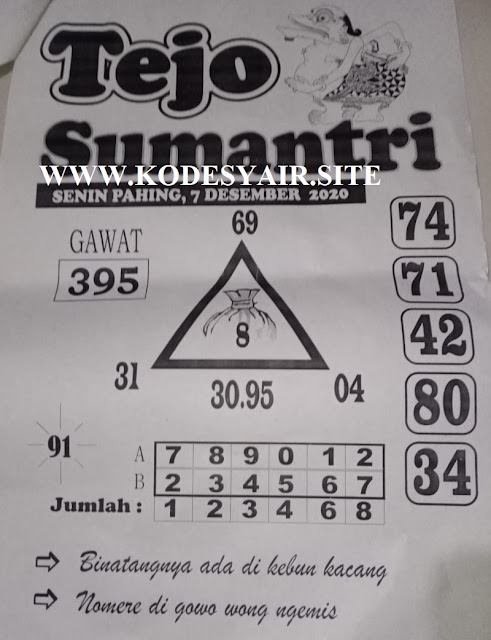 Tejo
Sumantri
WWW.KODESYAIR.SITE
SENIN PAHING, 7 DESEMBER 2020
69
74
GAWAT
395
71
8
42
31
30.95
04
80
91
A 7 8 9 0 1 2
B 2 3 4 5 6 7
34
Jumlah : 1 2 3 4 6 8
Binatangnya ada di kebun kacang
Nomere di gowo wong ngemis